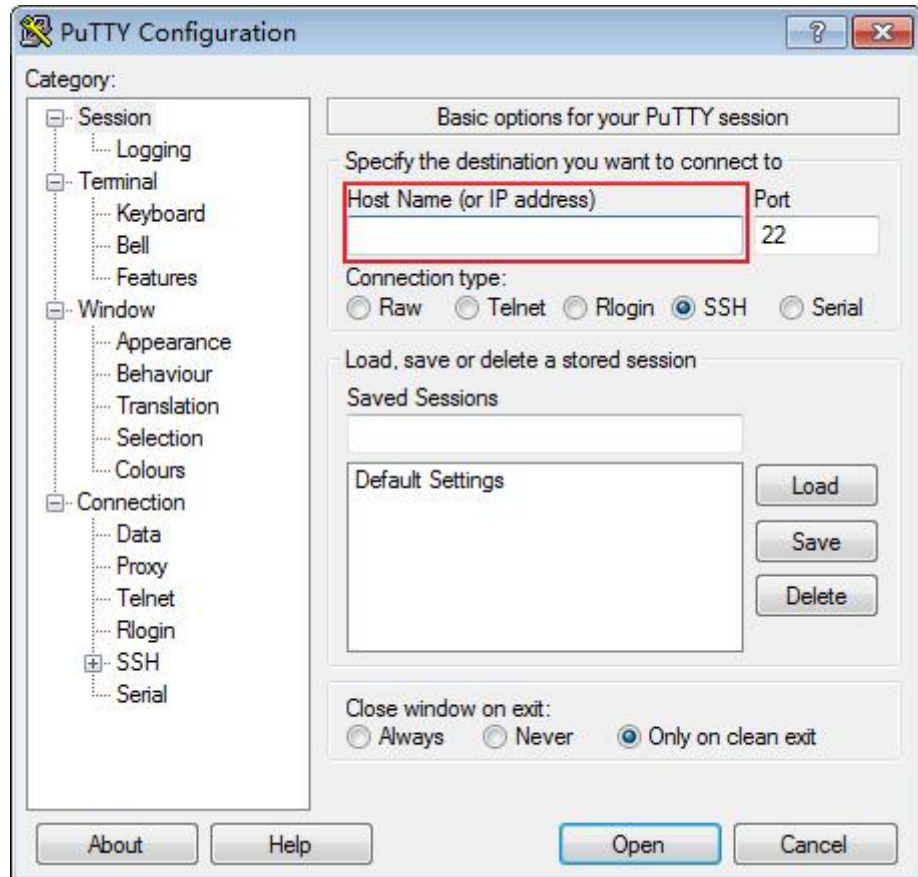 PuTTY Configuration
Category:
Session
Logging
Terminal
Keyboard
Bell
Features
Window
Appearance
Behaviour
Translation
Selection
Colours
Connection
Data
Proxy
Telnet
Rlogin
SSH
Serial
Basic options for your PuTTY session
Specify the destination you want to connect to
Host Name (or IP address) Port
22
Connection type:
Raw Telnet Rlogin SSH Serial
Load, save or delete a stored session
Saved Sessions
Default Settings
Load
Save
Delete
Close window on exit:
Always Never Only on clean exit
About Help Open Cancel